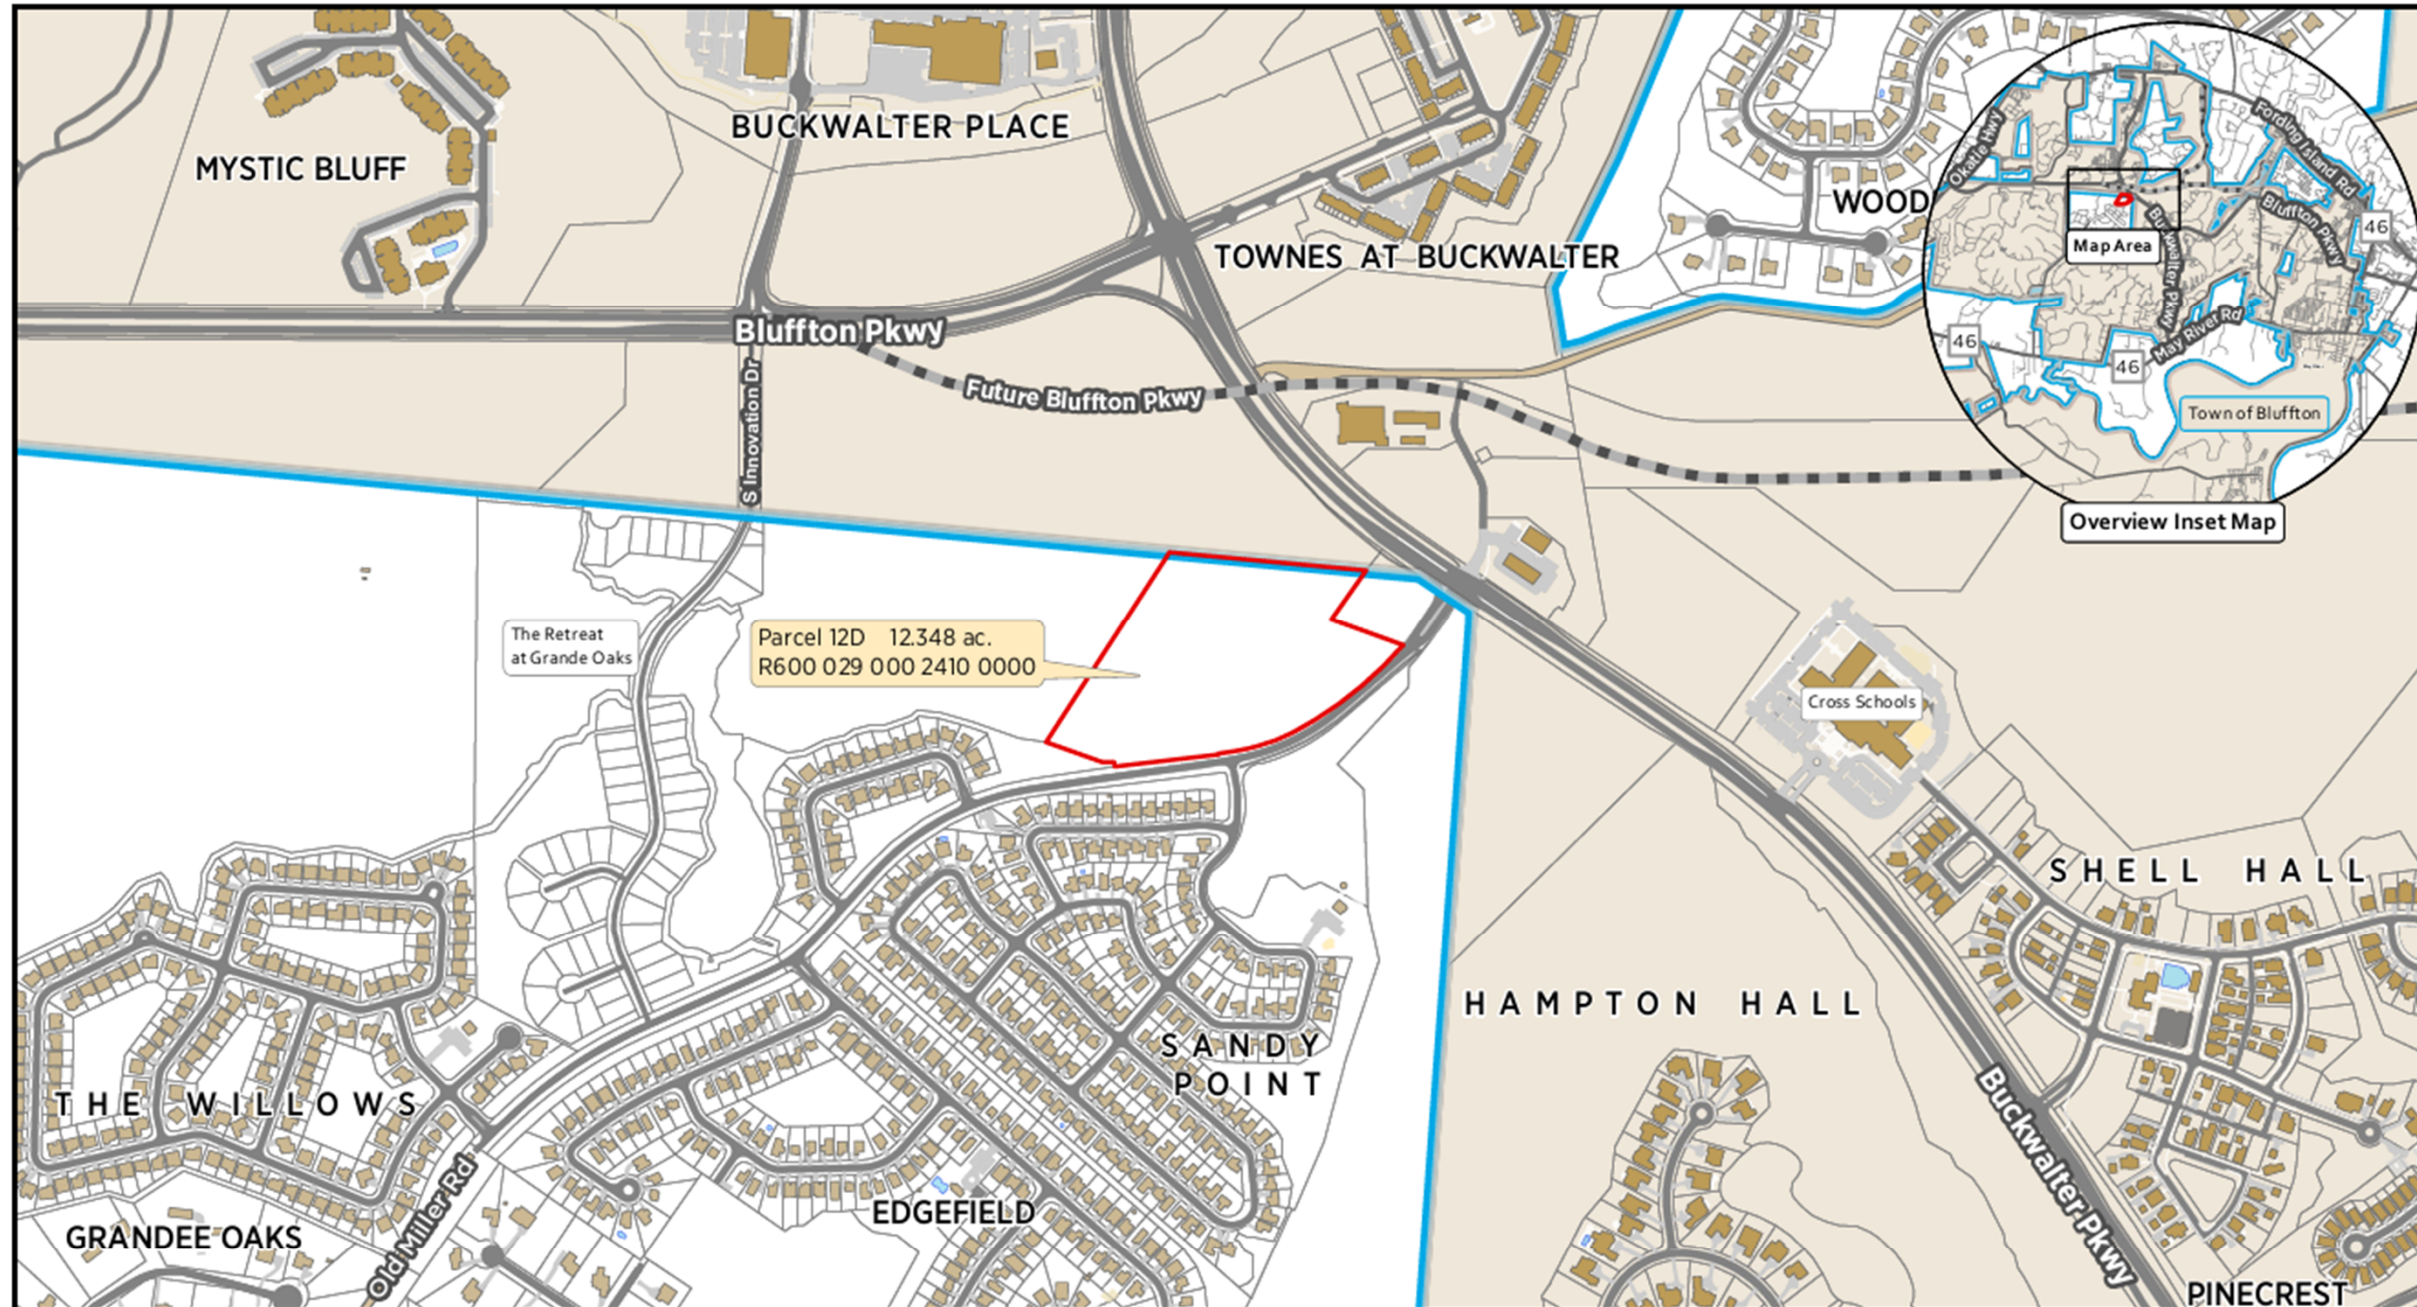 MYSTIC BLUFF
BUCKWALTER PLACE
TOWNES AT BUCKWALTER
WOOD
Bluffton Pkwy
Future Bluffton Pkwy
S Innovation Dr
Okatie Hwy
Fording Island Rd
Bluffton Pkwy
Buckwalter Pkwy
May River Rd
46
46
46
Map Area
Town of Bluffton
Overview Inset Map
The Retreat
at Grande Oaks
Parcel 12D 12.348 ac.
R600 029 000 2410 0000
Cross Schools
SHELL HALL
HAMPTON HALL
SANDY
POINT
THE WILLOWS
EDGEFIELD
GRANDEE OAKS
Old Miller Rd
Buckwalter Pkwy
PINECREST